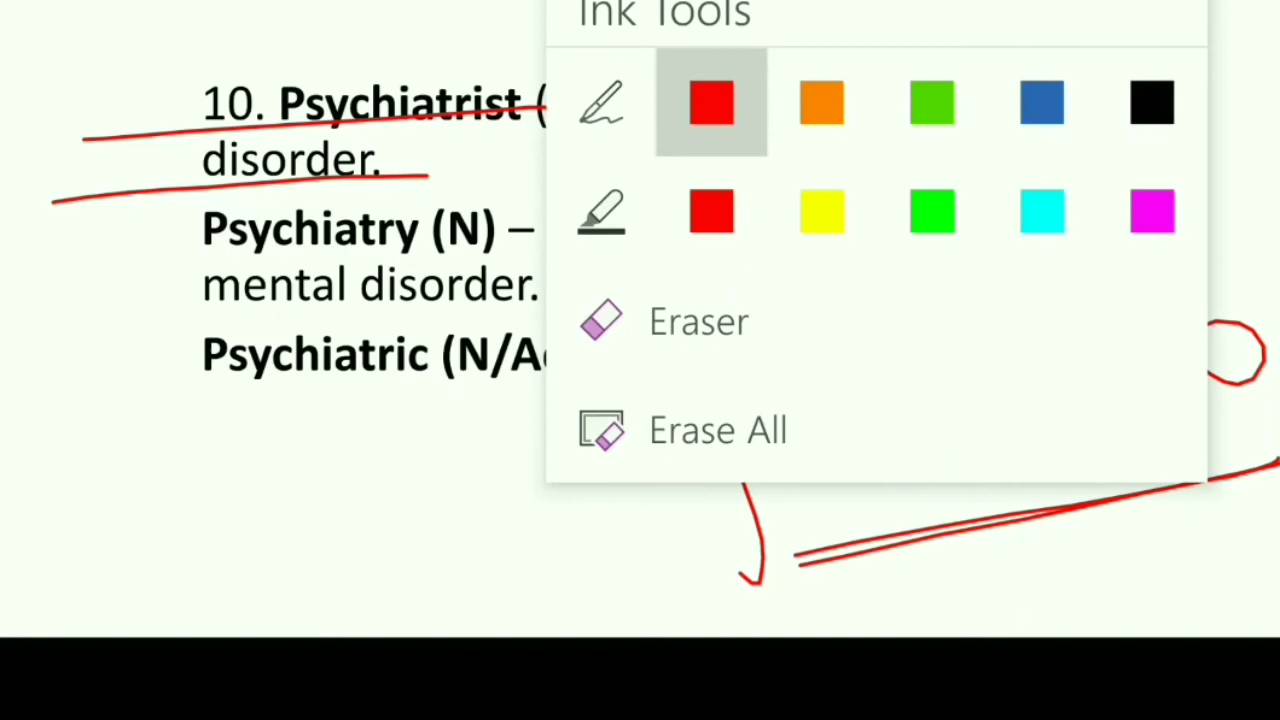 Ink Tools
10. Psychiatrist (
disorder.
Psychiatry (N) –
mental disorder.
Psychiatric (N/A
Eraser
Erase All